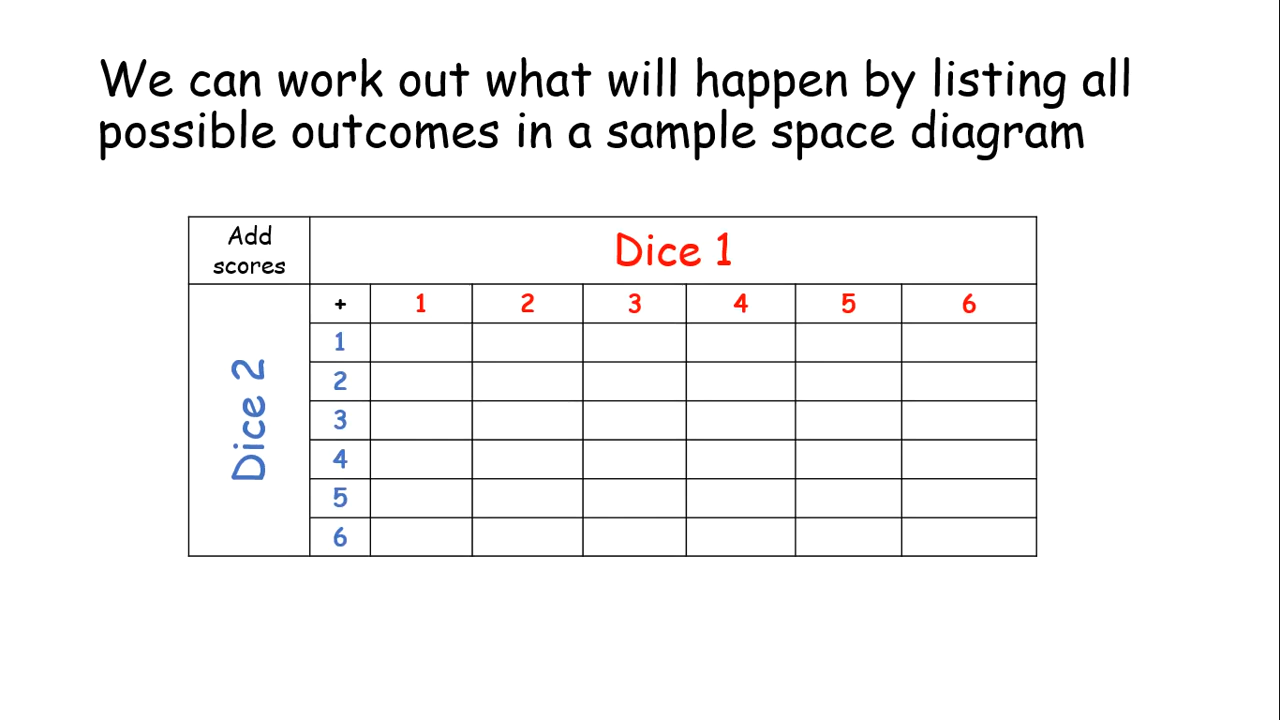 We can work out what will happen by listing all
possible outcomes in a sample space diagram
Add
scores
Dice 1
Dice 2
+ 1 2 3 4 5 6
1
2
3
4
5
6